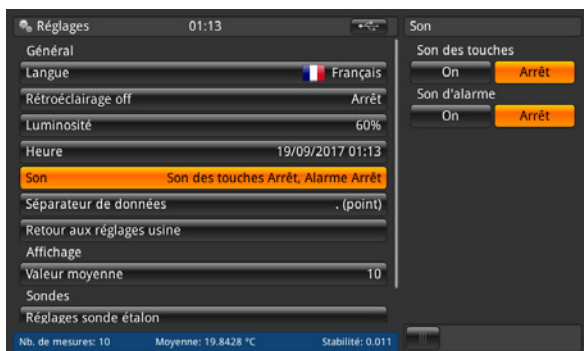 Réglages 01:13
Général
Langue Français
Rétroéclairage off Arrêt
Luminosité 60%
Heure 19/09/2017 01:13
Son Son des touches Arrêt, Alarme Arrêt
Séparateur de données . (point)
Retour aux réglages usine
Affichage
Valeur moyenne 10
Sondes
Réglages sonde étalon
Nb. de mesures: 10 Moyenne: 19.8428 °C Stabilité: 0.011
Son
Son des touches
On Arrêt
Son d'alarme
On Arrêt